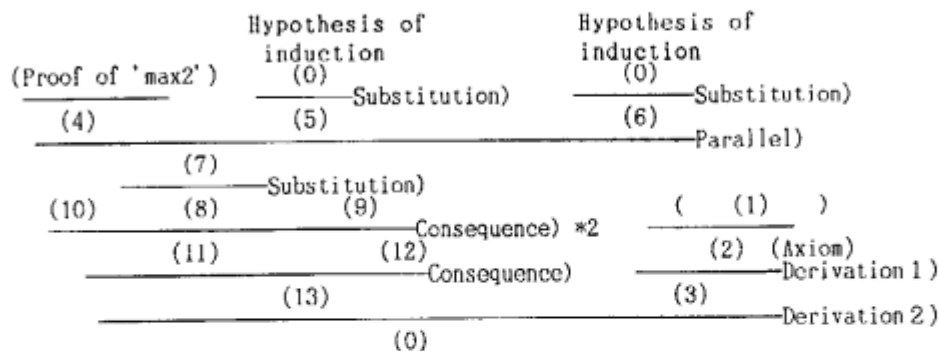 Hypothesis of Hypothesis of
induction induction
(Proof of 'max2') (0) (0)
Substitution) Substitution)
(4) (5) (6)
Parallel)
(7)
Substitution)
(10) (8) (9) ( (1) )
Consequence) *2
(11) (12) (2) (Axiom)
Consequence) Derivation 1)
(13) (3)
Derivation 2)
(0)